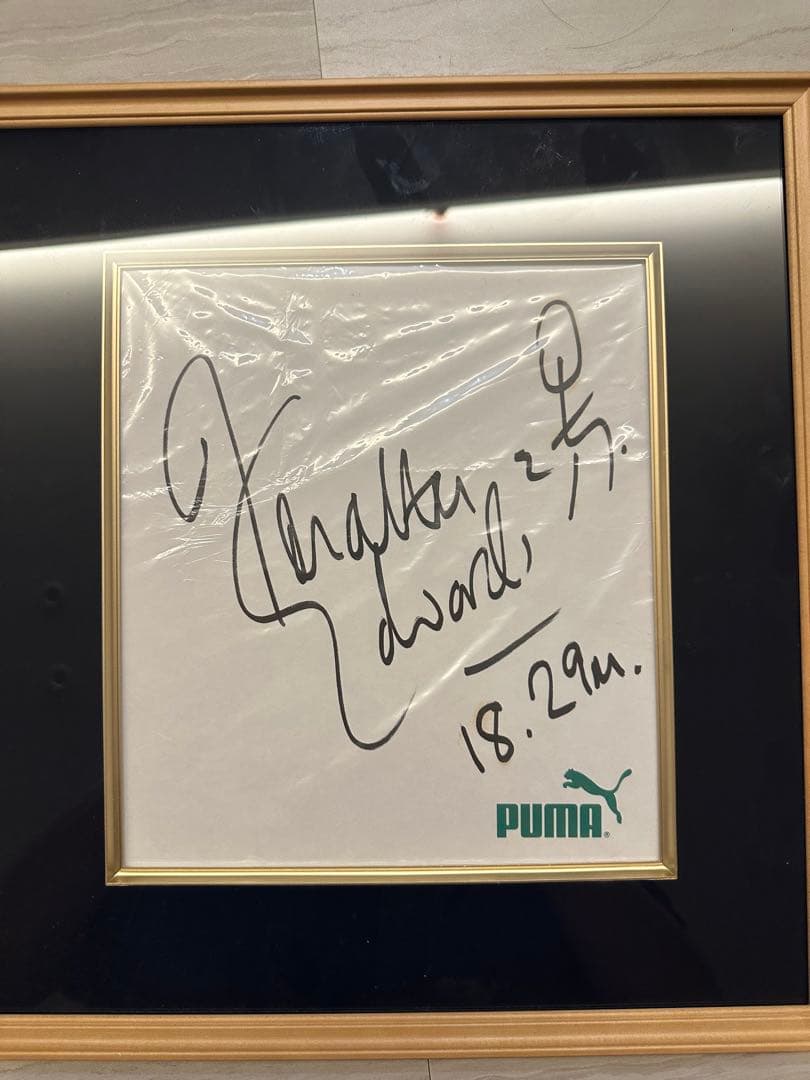 Jonathan
Edwards
18.29m.
PUMA®